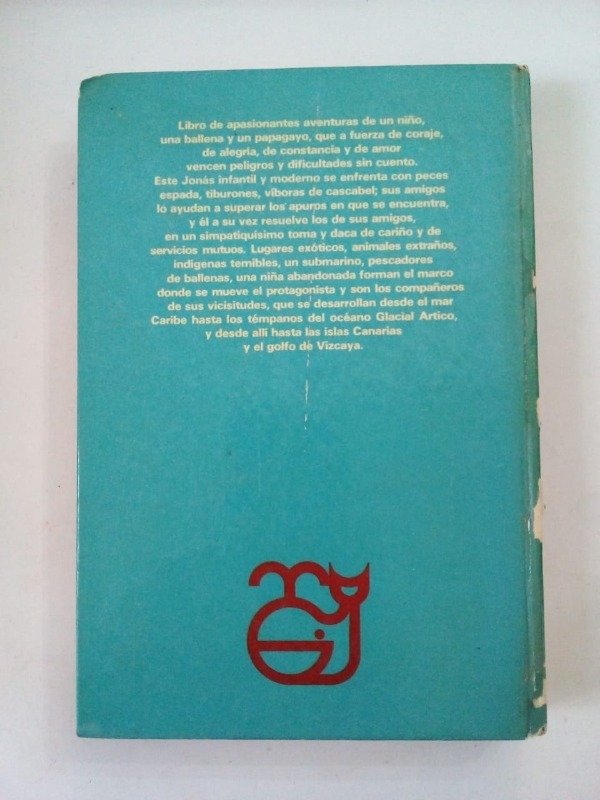 Libro de apasionantes aventuras de un niño,
una ballena y un papagayo, que a fuerza de coraje,
de alegría, de constancia y de amor
vencen peligros y dificultades sin cuento.
Este Jonás infantil y moderno se enfrenta con peces
espada, tiburones, víboras de cascabel; sus amigos
lo ayudan a superar los apuros en que se encuentra,
y él a su vez resuelve los de sus amigos,
en un simpatiquísimo toma y daca de cariño y de
servicios mutuos. Lugares exóticos, animales extraños,
indígenas temibles, un submarino, pescadores
de ballenas, una niña abandonada forman el marco
donde se mueve el protagonista y son los compañeros
de sus vicisitudes, que se desarrollan desde el mar
Caribe hasta los témpanos del océano Glacial Artico,
y desde allí hasta las islas Canarias
y el golfo de Vizcaya.